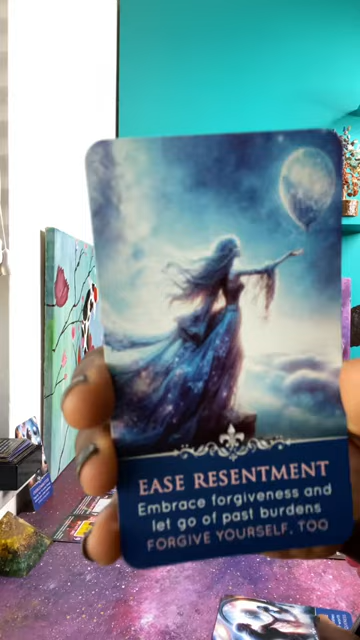 EASE RESENTMENT
Embrace forgiveness and
let go of past burdens
FORGIVE YOURSELF, TOO